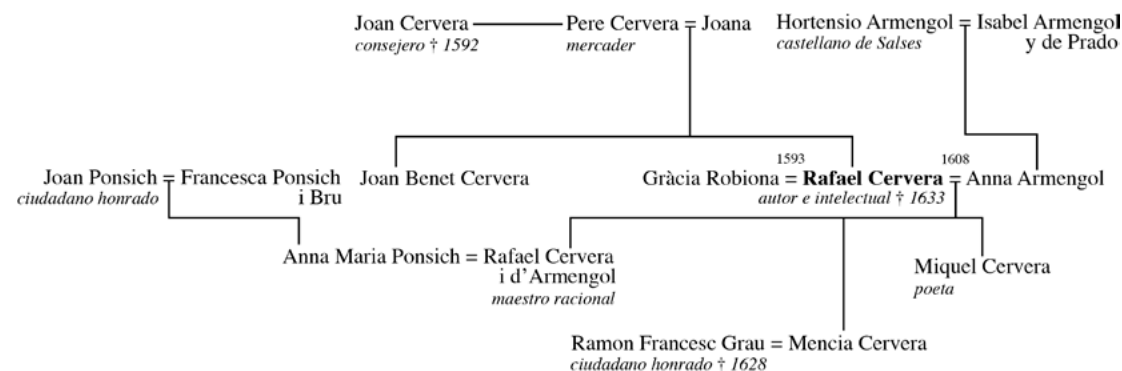 Joan Cervera
consejero † 1592
Pere Cervera = Joana
mercader
Hortensio Armengol = Isabel Armengol
castellano de Salses
y de Prado
Joan Ponsich = Francesca Ponsich
ciudadano honrado
i Bru
Joan Benet Cervera
1593
1608
Gràcia Robiona = Rafael Cervera = Anna Armengol
autor e intelectual † 1633
Anna Maria Ponsich = Rafael Cervera
i d’Armengol
maestro racional
Miquel Cervera
poeta
Ramon Francesc Grau = Mencia Cervera
ciudadano honrado † 1628